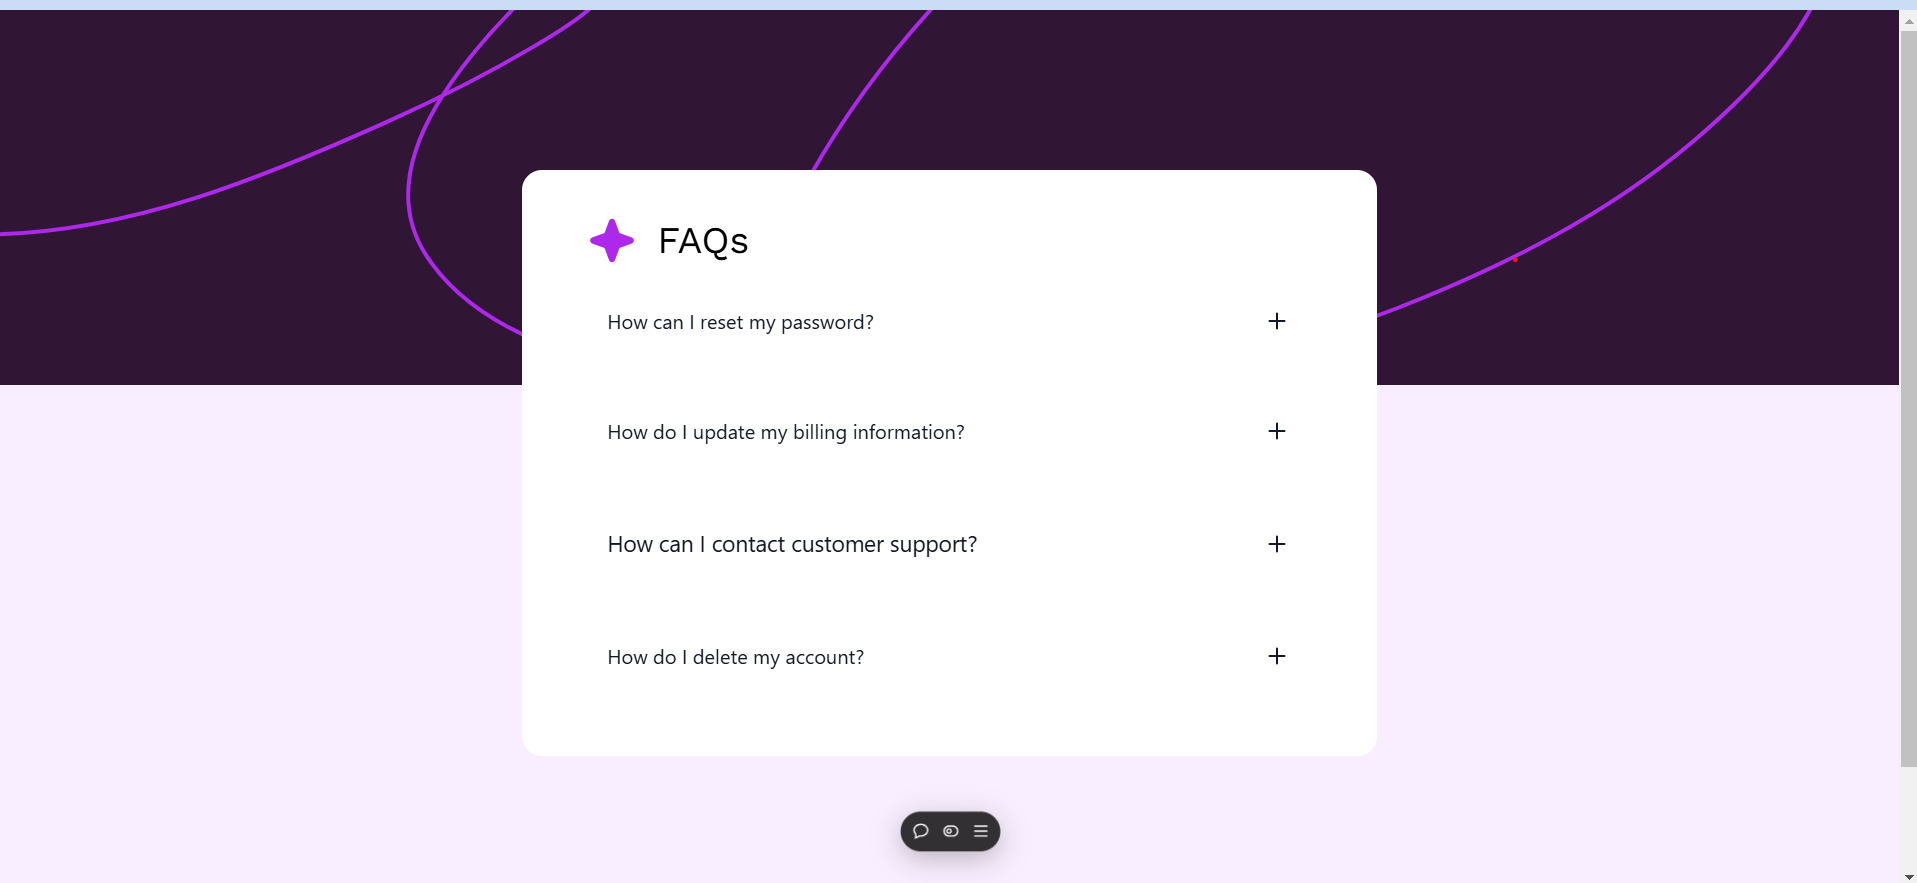 FAQs
How can I reset my password?
How do I update my billing information?
How can I contact customer support?
How do I delete my account?